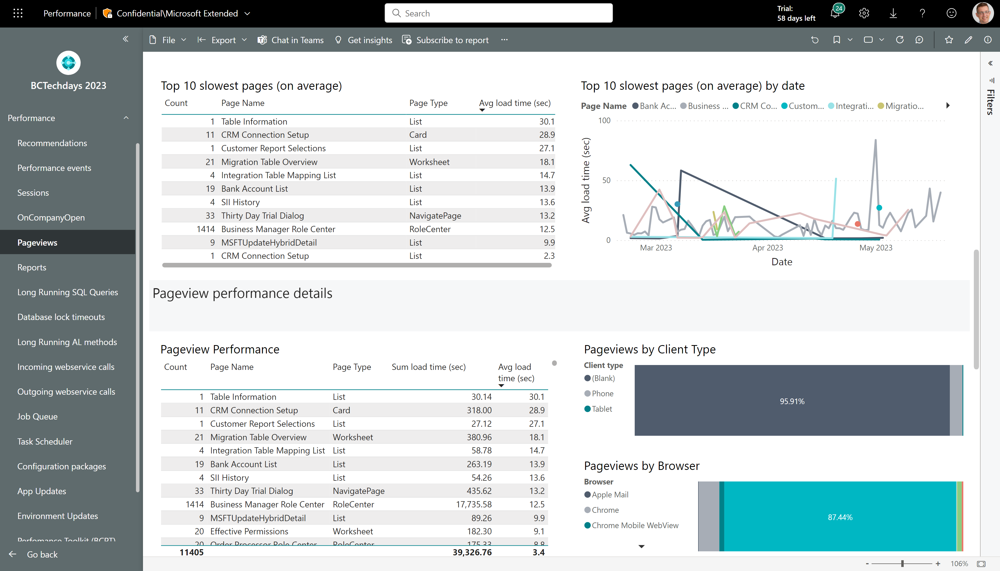 Performance
Confidential\Microsoft Extended
Search
Trial:
58 days left
24
File
Export
Chat in Teams
Get insights
Subscribe to report
BCTechdays 2023
Performance
Recommendations
Performance events
Sessions
OnCompanyOpen
Pageviews
Reports
Long Running SQL Queries
Database lock timeouts
Long Running AL methods
Incoming webservice calls
Outgoing webservice calls
Job Queue
Task Scheduler
Configuration packages
App Updates
Environment Updates
Perfomance Toolkit (BCPT)
Go back
Top 10 slowest pages (on average)
Count Page Name Page Type Avg load time (sec)
1 Table Information List 30.1
11 CRM Connection Setup Card 28.9
1 Customer Report Selections List 27.1
21 Migration Table Overview Worksheet 18.1
4 Integration Table Mapping List List 14.7
19 Bank Account List List 13.9
4 SII History List 13.6
33 Thirty Day Trial Dialog NavigatePage 13.2
1414 Business Manager Role Center RoleCenter 12.5
9 MSFTUpdateHybridDetail List 9.9
1 CRM Connection Setup List 2.3
Top 10 slowest pages (on average) by date
Page Name Bank Ac... Business ... CRM Co... Custom... Integrati... Migratio...
100
50
0
Avg load time (sec)
Mar 2023 Apr 2023 May 2023
Date
Filters
Pageview performance details
Pageview Performance
Count Page Name Page Type Sum load time (sec) Avg load
time (sec)
1 Table Information List 30.14 30.1
11 CRM Connection Setup Card 318.00 28.9
1 Customer Report Selections List 27.12 27.1
21 Migration Table Overview Worksheet 380.96 18.1
4 Integration Table Mapping List List 58.78 14.7
19 Bank Account List List 263.19 13.9
4 SII History List 54.26 13.6
33 Thirty Day Trial Dialog NavigatePage 435.62 13.2
1414 Business Manager Role Center RoleCenter 17,735.58 12.5
9 MSFTUpdateHybridDetail List 89.26 9.9
20 Effective Permissions Worksheet 182.30 9.1
20 Order Processor Role Center RoleCenter 175.33 8.8
11405 39,326.76 3.4
Pageviews by Client Type
Client type
(Blank)
Phone
Tablet
95.91%
Pageviews by Browser
Browser
Apple Mail
Chrome
Chrome Mobile WebView
87.44%
- + 106%